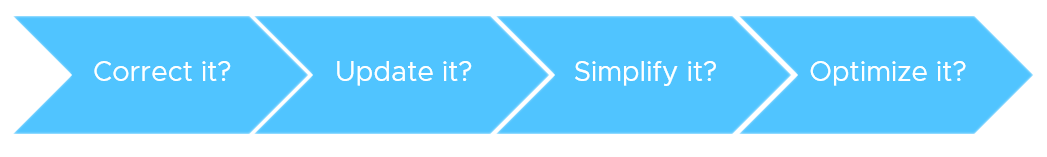 Correct it?
Update it?
Simplify it?
Optimize it?